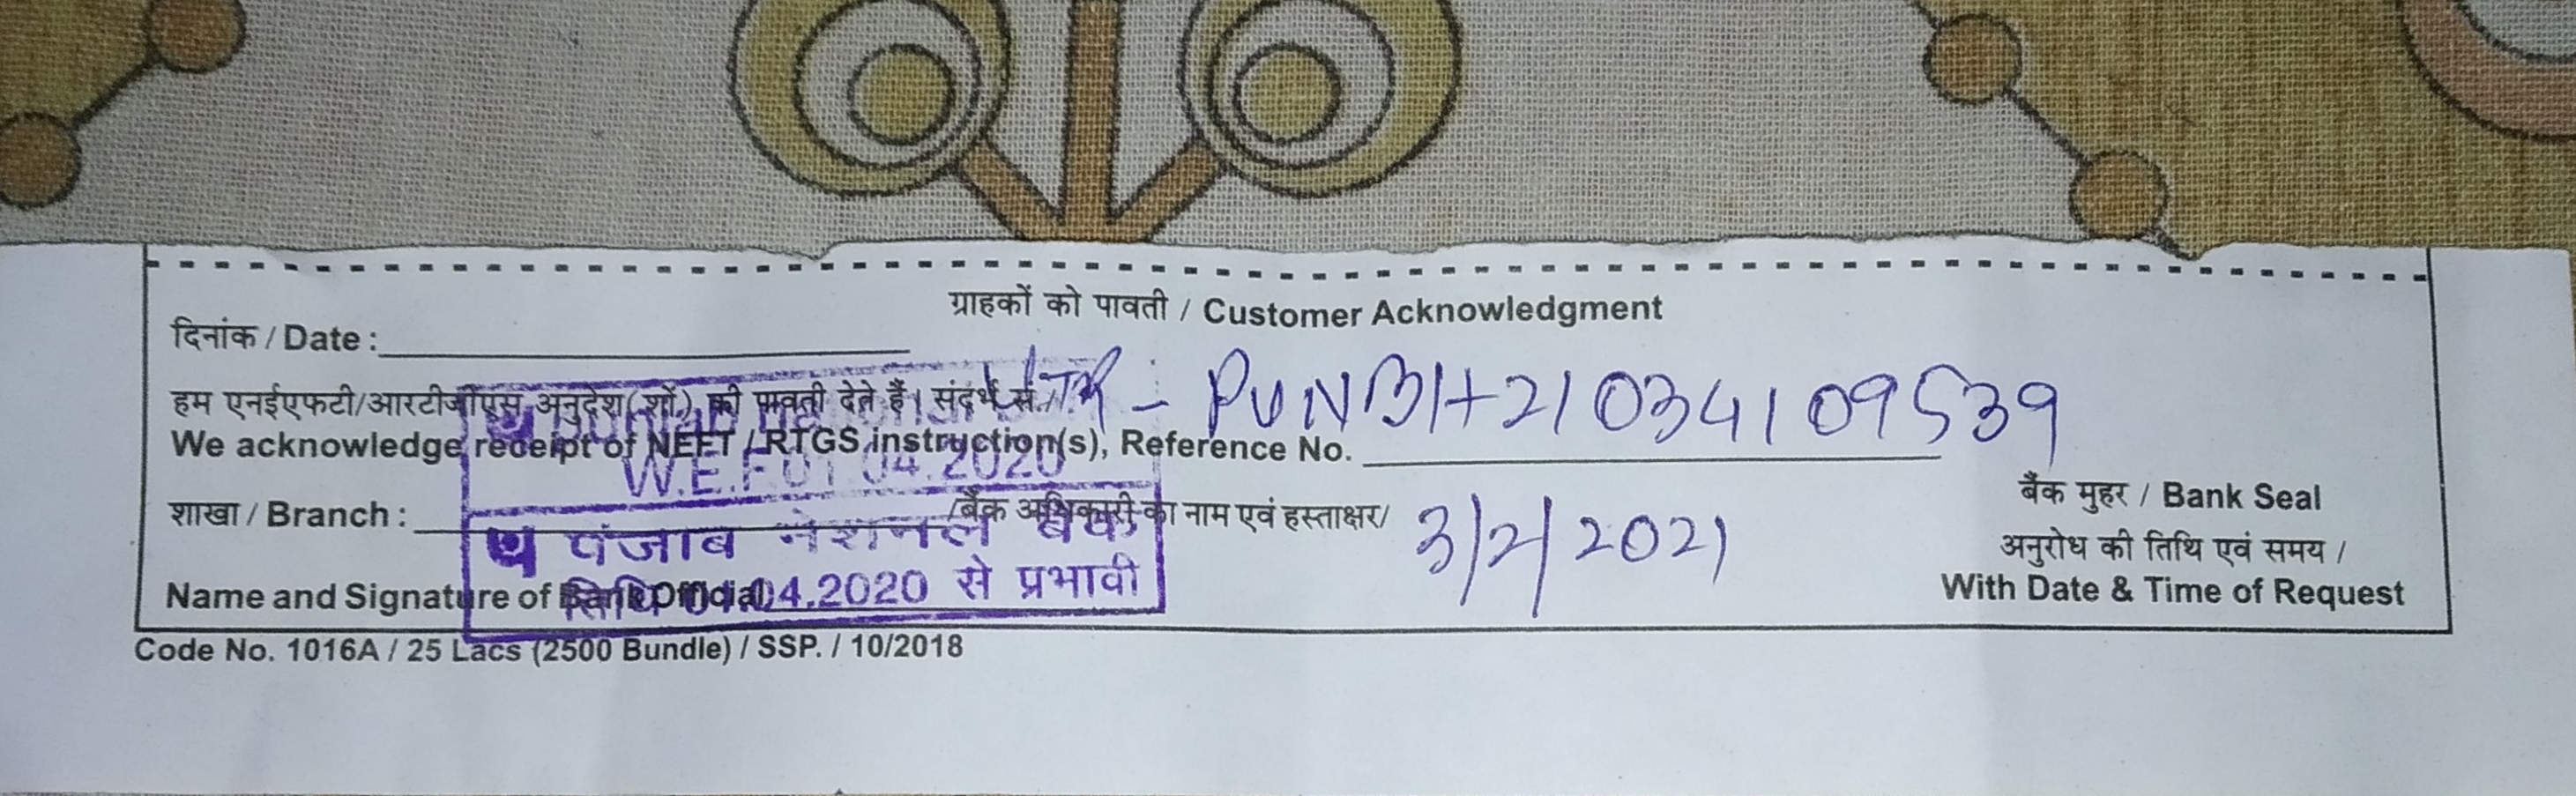 ग्राहकों को पावती / Customer Acknowledgment
दिनांक / Date :
हम एनईएफटी/आरटीजीएस अनुदेश(शों) की पावती देते हैं। संदर्भ सं./
UTR - PUNBH21034109539
We acknowledge receipt of NEFT / RTGS instruction(s), Reference No.
W.E.F 01 04.2020
शाखा / Branch :
/बैंक अधिकारी का नाम एवं हस्ताक्षर/
3/2/2021
बैंक मुहर / Bank Seal
पंजाब नैशनल बैंक
अनुरोध की तिथि एवं समय /
Name and Signature of Bank Official
तिथि 01.04.2020 से प्रभावी
With Date & Time of Request
Code No. 1016A / 25 Lacs (2500 Bundle) / SSP. / 10/2018